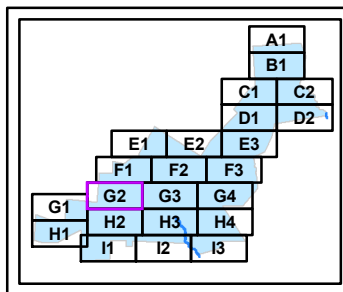 A1
B1
C1 C2
D1 D2
E1 E2 E3
F1 F2 F3
G2 G3 G4
G1
H2 H3 H4
H1
I1 I2 I3